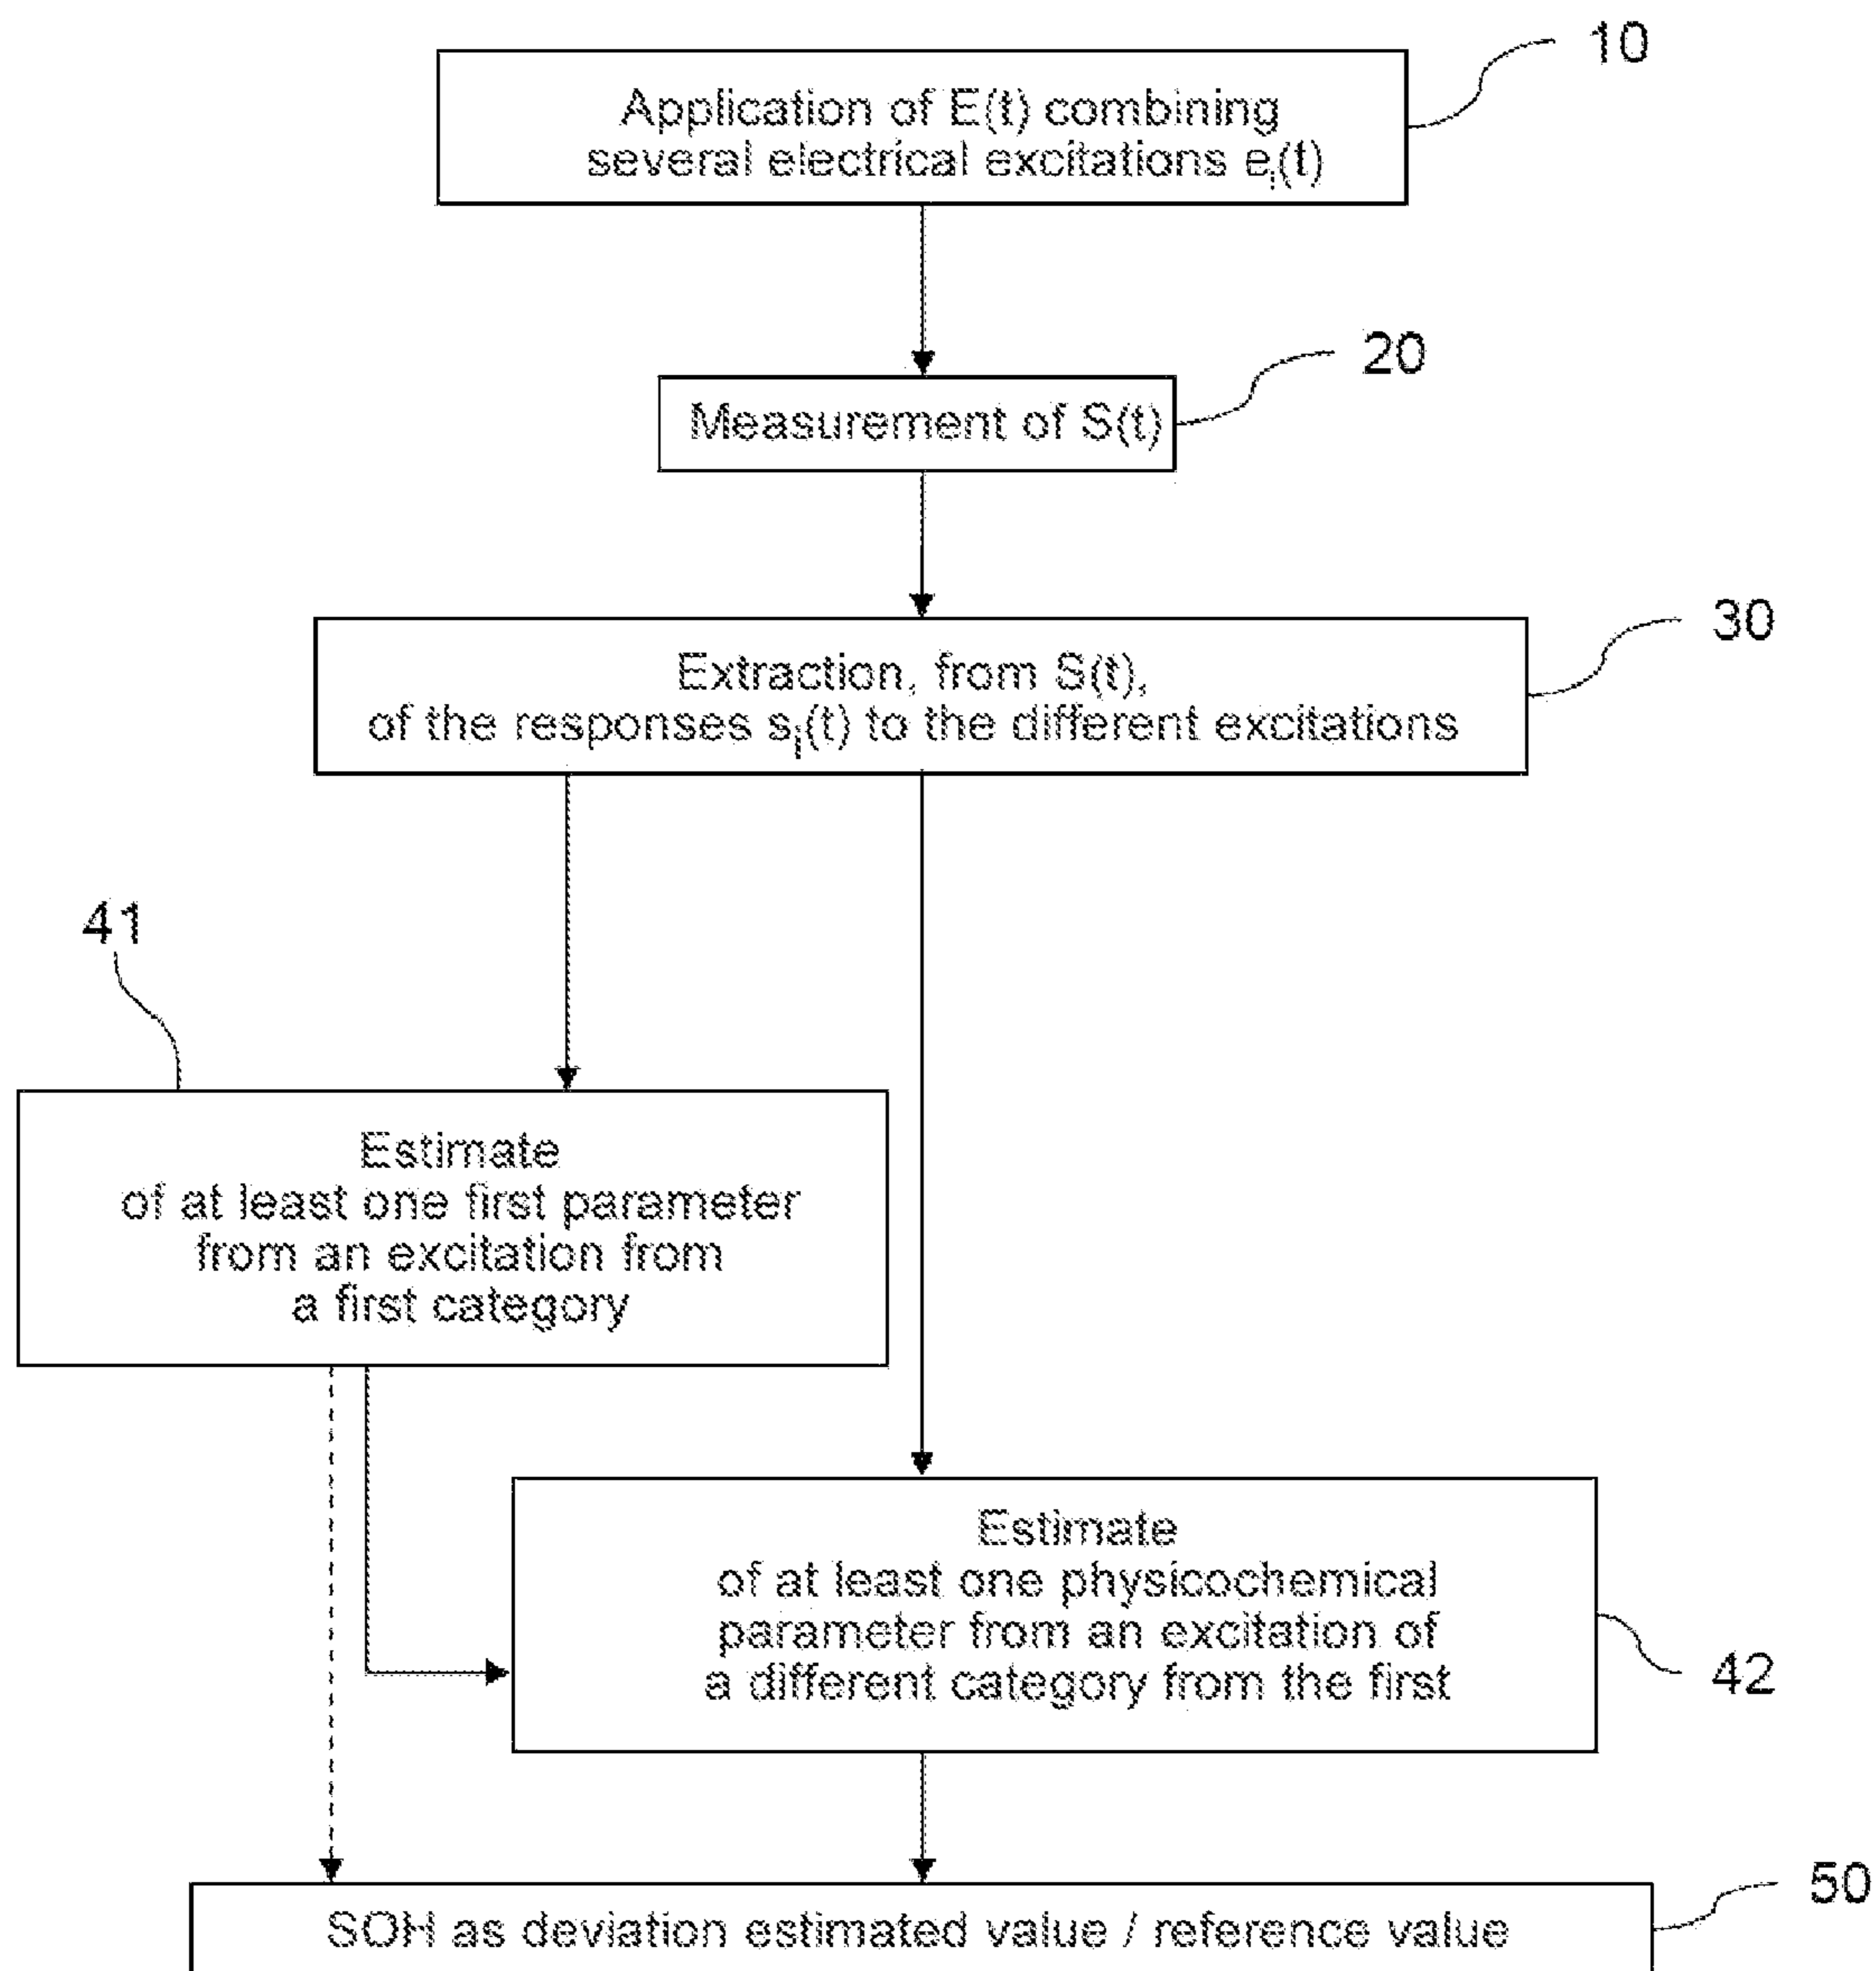 10
Application of E(t) combining
several electrical excitations ei(t)
20
Measurement of S(t)
30
Extraction, from S(t),
of the responses si(t) to the different excitations
41
Estimate
of at least one first parameter
from an excitation from
a first category
Estimate
of at least one physicochemical
parameter from an excitation of
a different category from the first
42
50
SOH as deviation estimated value / reference value